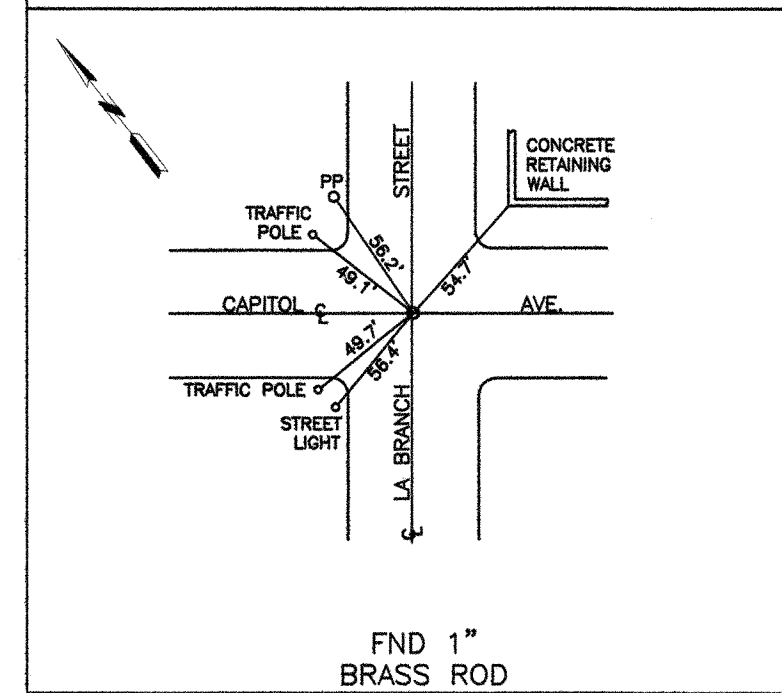 STREET
CONCRETE
RETAINING
WALL
PP
TRAFFIC
POLE
56.2'
49.1'
54.7'
CAPITOL ℄
AVE.
49.7'
56.4'
TRAFFIC POLE
STREET
LIGHT
LA BRANCH
℄
FND 1"
BRASS ROD